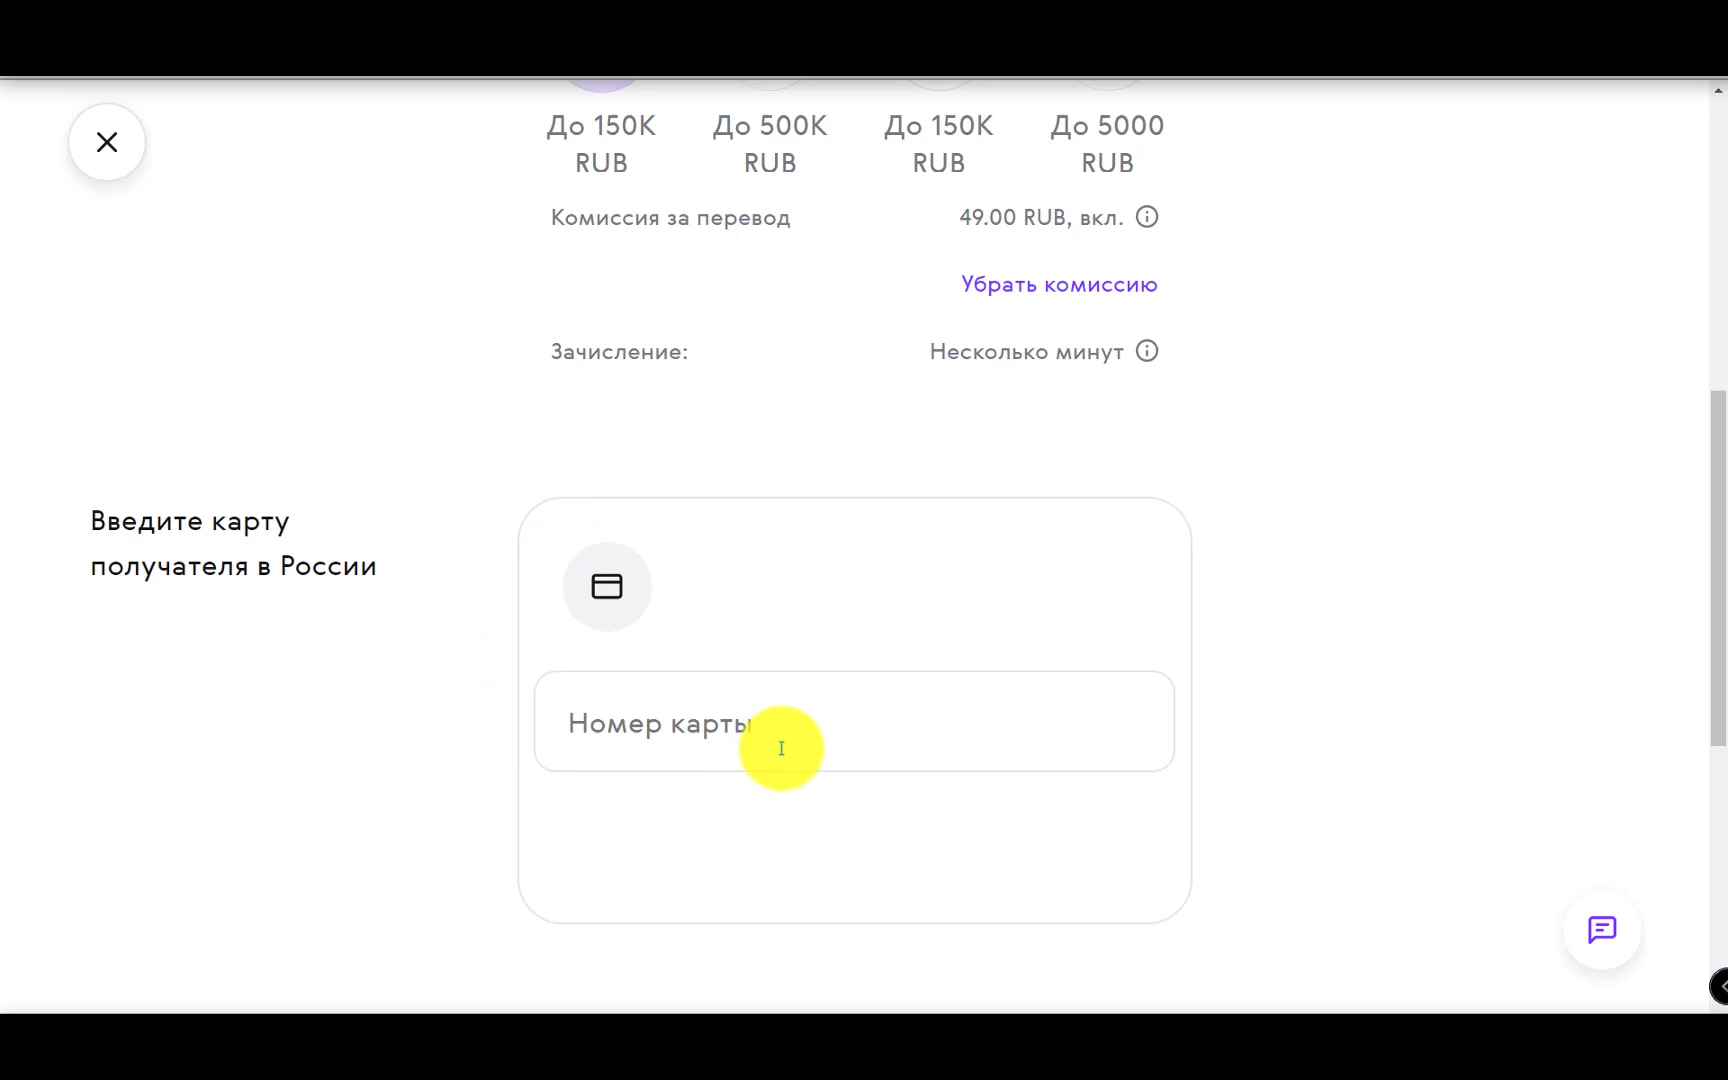 До 150K
RUB
До 500K
RUB
До 150K
RUB
До 5000
RUB
Комиссия за перевод
49.00 RUB, вкл.
Убрать комиссию
Зачисление:
Несколько минут
Введите карту
получателя в России
Номер карты